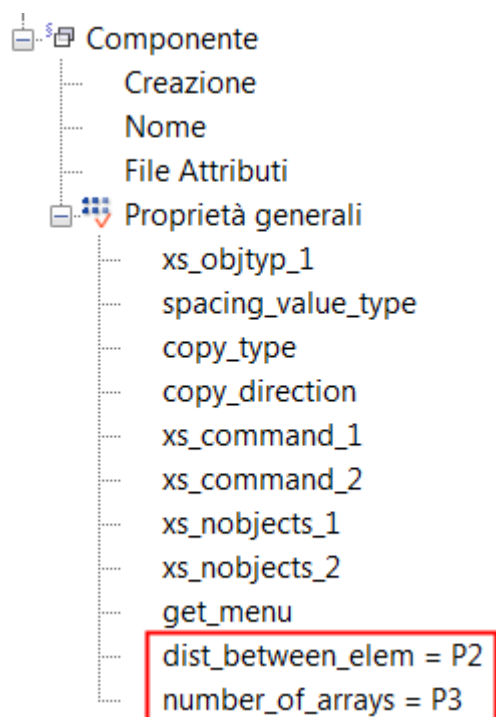 Componente
Creazione
Nome
File Attributi
Proprietà generali
xs_objtyp_1
spacing_value_type
copy_type
copy_direction
xs_command_1
xs_command_2
xs_nobjects_1
xs_nobjects_2
get_menu
dist_between_elem = P2
number_of_arrays = P3